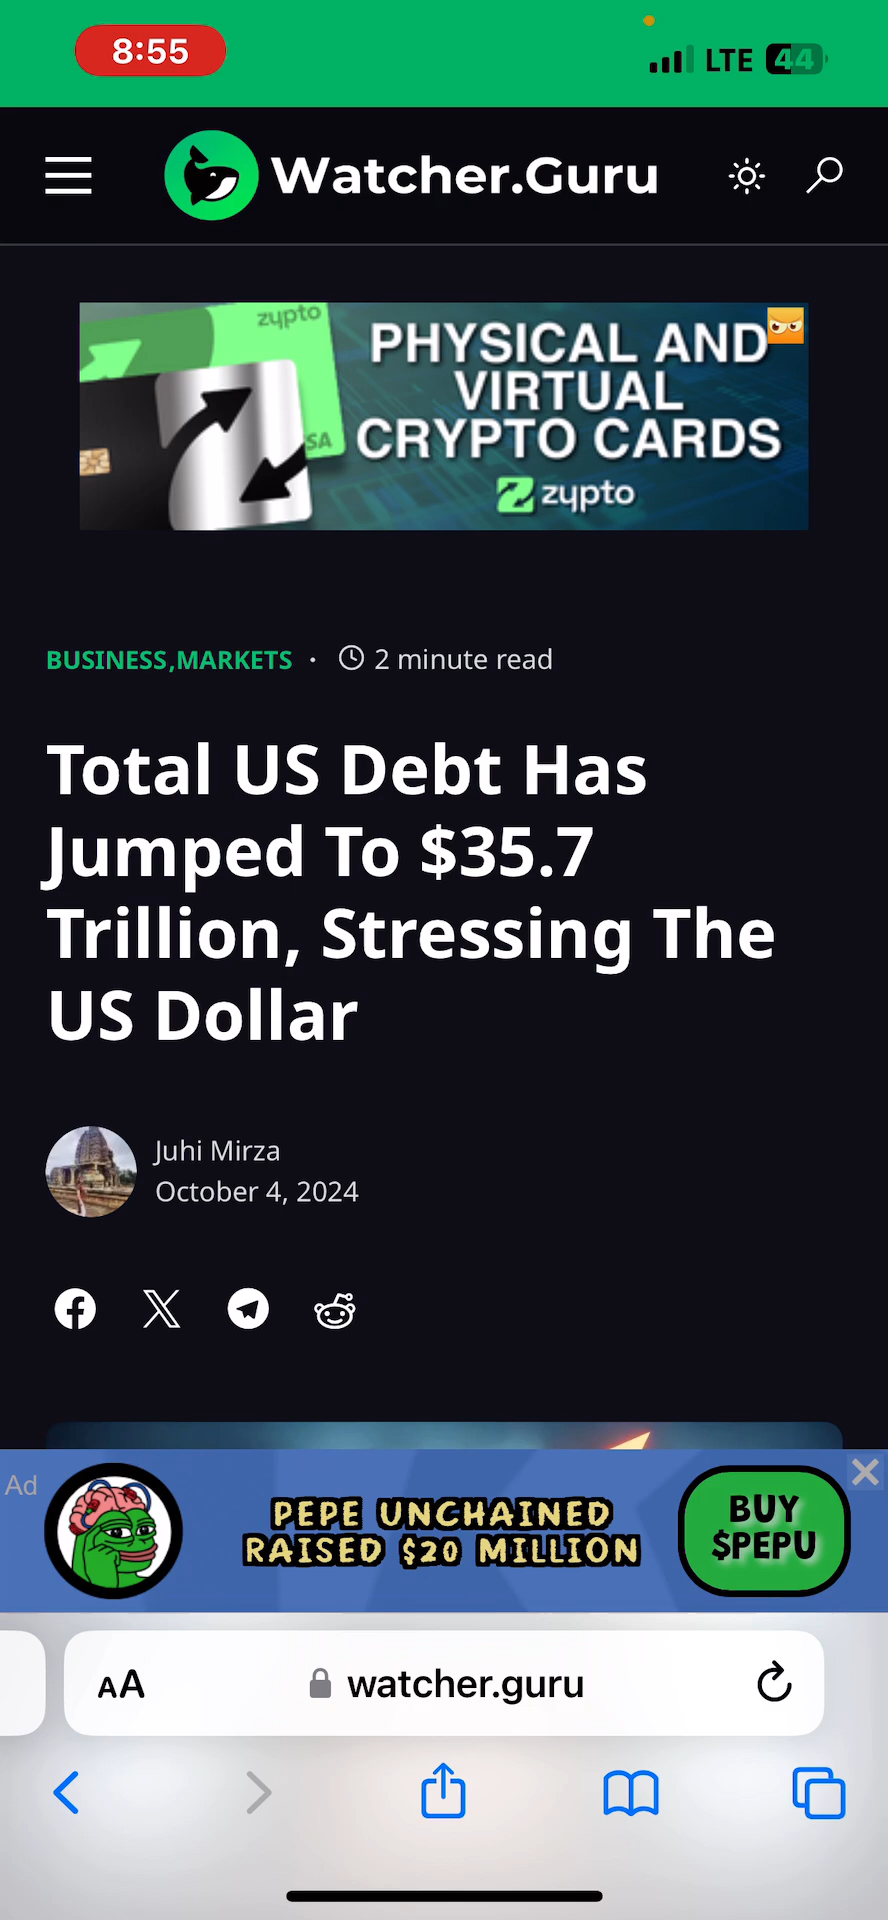 8:55
LTE 44
Watcher.Guru
zypto
PHYSICAL AND
VIRTUAL
CRYPTO CARDS
SA
zypto
BUSINESS,MARKETS · 2 minute read
Total US Debt Has
Jumped To $35.7
Trillion, Stressing The
US Dollar
Juhi Mirza
October 4, 2024
Ad
PEPE UNCHAINED
RAISED $20 MILLION
BUY
$PEPU
AA watcher.guru